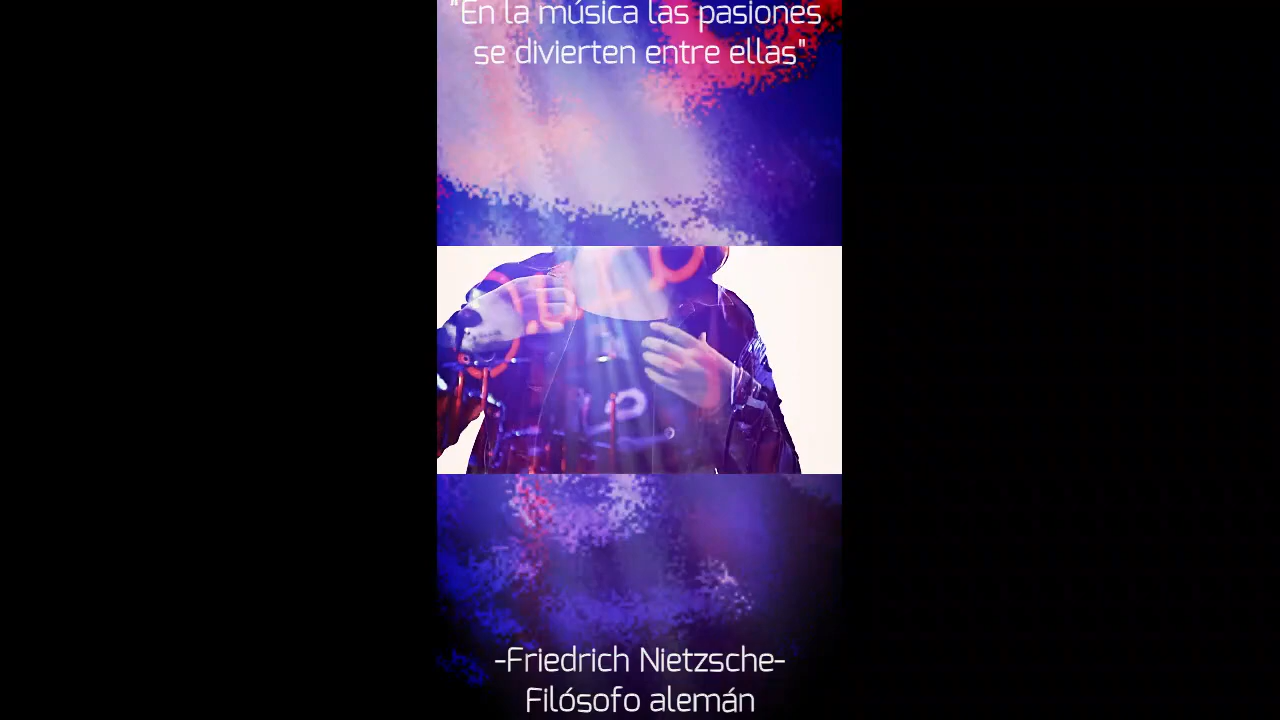 "En la música las pasiones
se divierten entre ellas"
-Friedrich Nietzsche-
Filósofo alemán